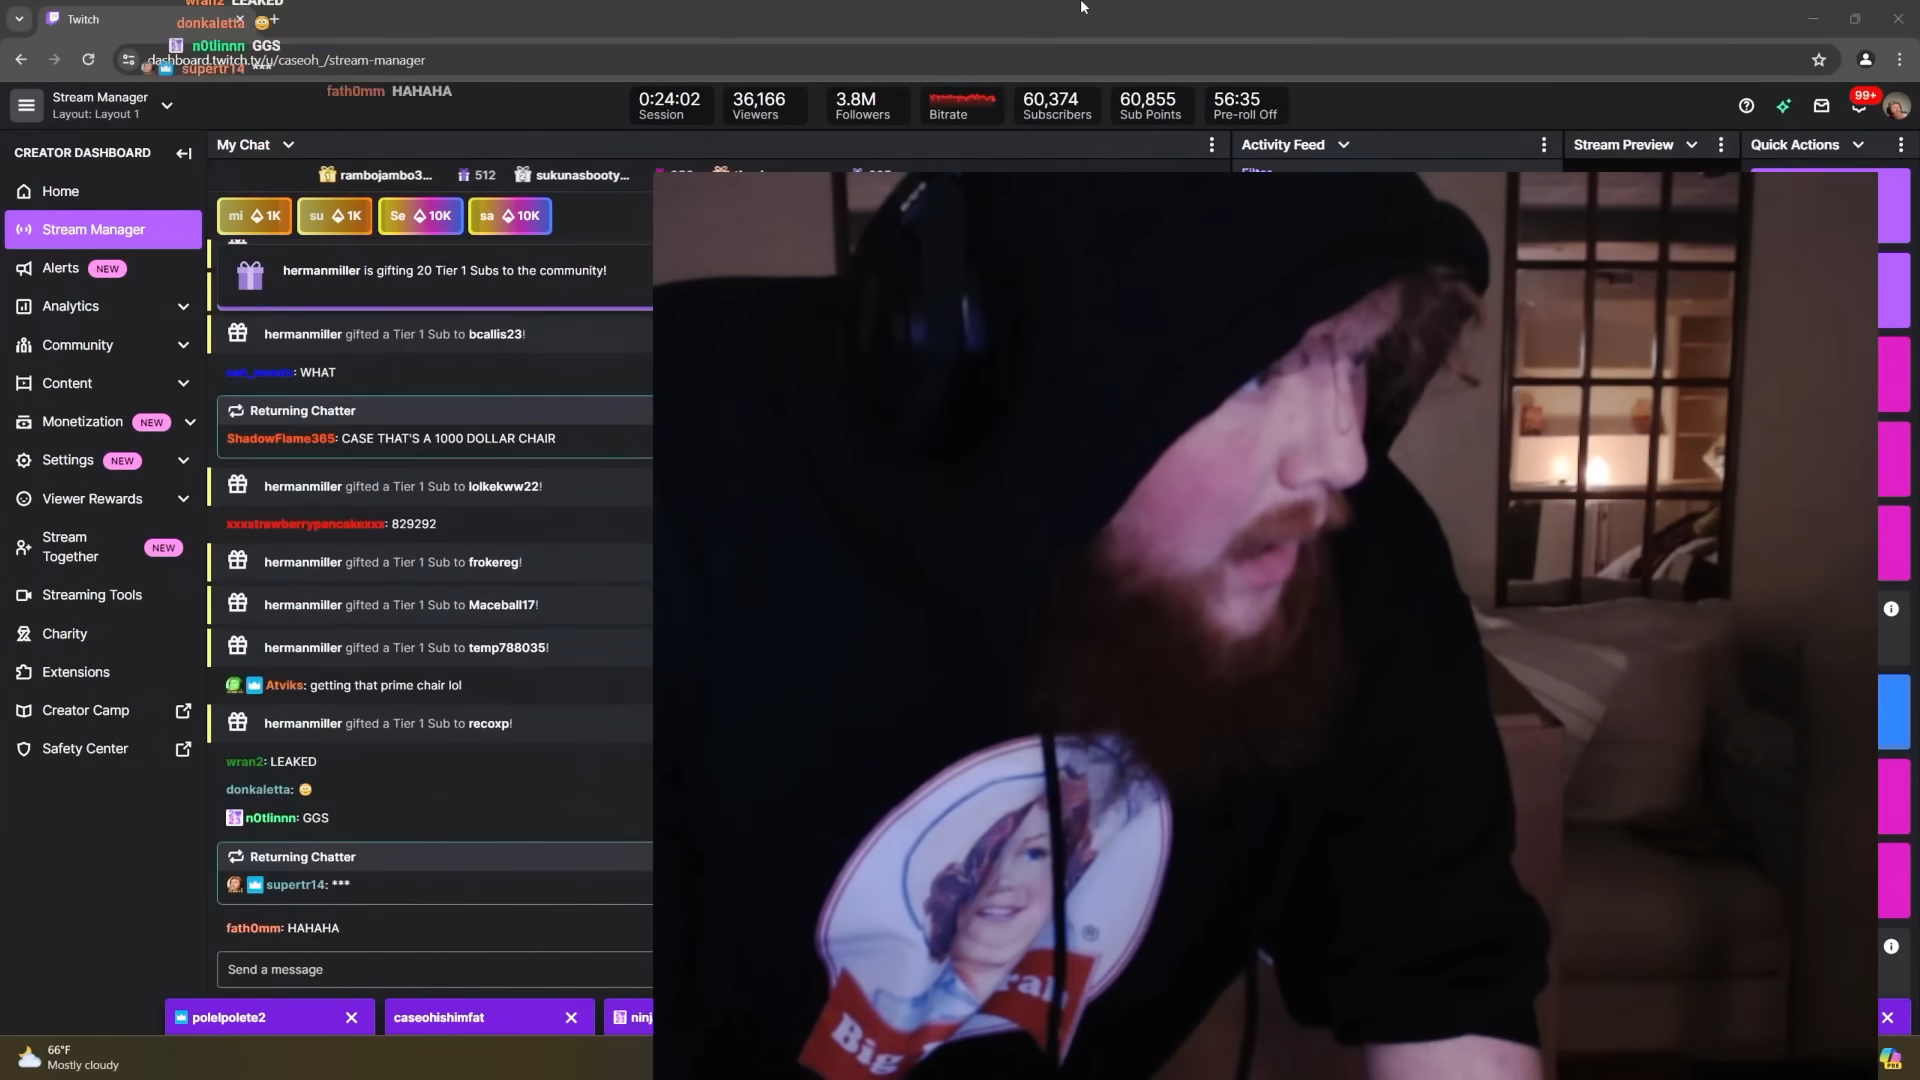 wran2 LEAKED
Twitch
donkaletta
n0tlinnn GGS
dashboard.twitch.tv/u/caseoh_/stream-manager
supertr14 ***
fath0mm HAHAHA
Stream Manager
Layout: Layout 1
0:24:02
Session
36,166
Viewers
3.8M
Followers
Bitrate
60,374
Subscribers
60,855
Sub Points
56:35
Pre-roll Off
99+
CREATOR DASHBOARD
My Chat
Activity Feed
Stream Preview
Quick Actions
rambojambo3...
512
sukunasbooty...
Filter
Home
Stream Manager
Alerts NEW
Analytics
Community
Content
Monetization NEW
Settings NEW
Viewer Rewards
Stream
Together NEW
Streaming Tools
Charity
Extensions
Creator Camp
Safety Center
mi 1K
su 1K
Se 10K
sa 10K
hermanmiller is gifting 20 Tier 1 Subs to the community!
hermanmiller gifted a Tier 1 Sub to bcallis23!
: WHAT
Returning Chatter
ShadowFlame365: CASE THAT'S A 1000 DOLLAR CHAIR
hermanmiller gifted a Tier 1 Sub to lolkekww22!
xxxstrawberrypancakexxx: 829292
hermanmiller gifted a Tier 1 Sub to frokereg!
hermanmiller gifted a Tier 1 Sub to Maceball17!
hermanmiller gifted a Tier 1 Sub to temp788035!
Atviks: getting that prime chair lol
hermanmiller gifted a Tier 1 Sub to recoxp!
wran2: LEAKED
donkaletta:
n0tlinnn: GGS
Returning Chatter
supertr14: ***
fath0mm: HAHAHA
Send a message
polelpolete2
caseohishimfat
ninj
66°F
Mostly cloudy
Big
PRE